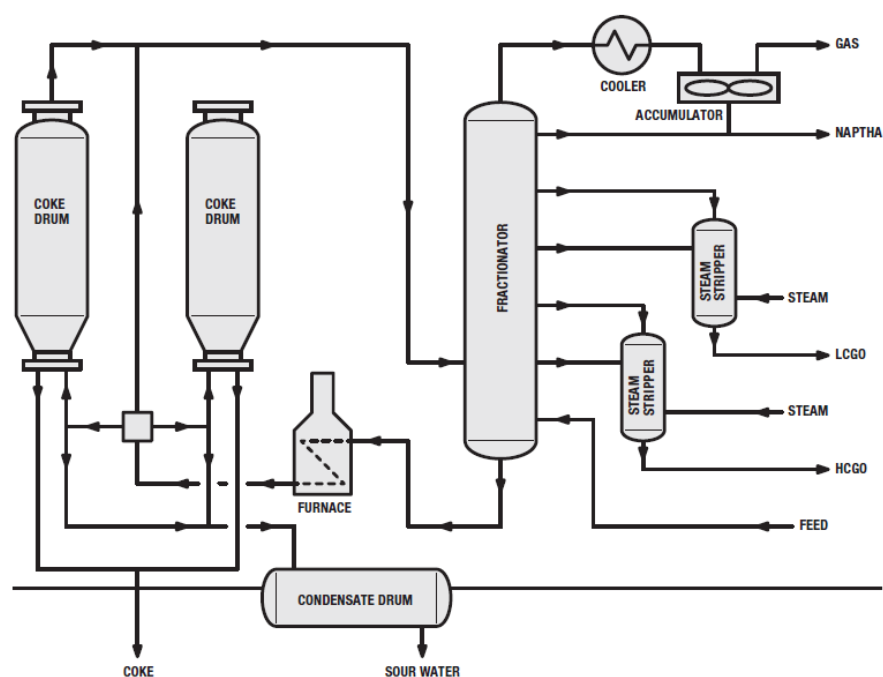 GAS
COOLER
ACCUMULATOR
NAPTHA
COKE
DRUM
COKE
DRUM
FRACTIONATOR
STEAM
STRIPPER
STEAM
LCGO
STEAM
STRIPPER
STEAM
HCGO
FURNACE
FEED
CONDENSATE DRUM
COKE
SOUR WATER